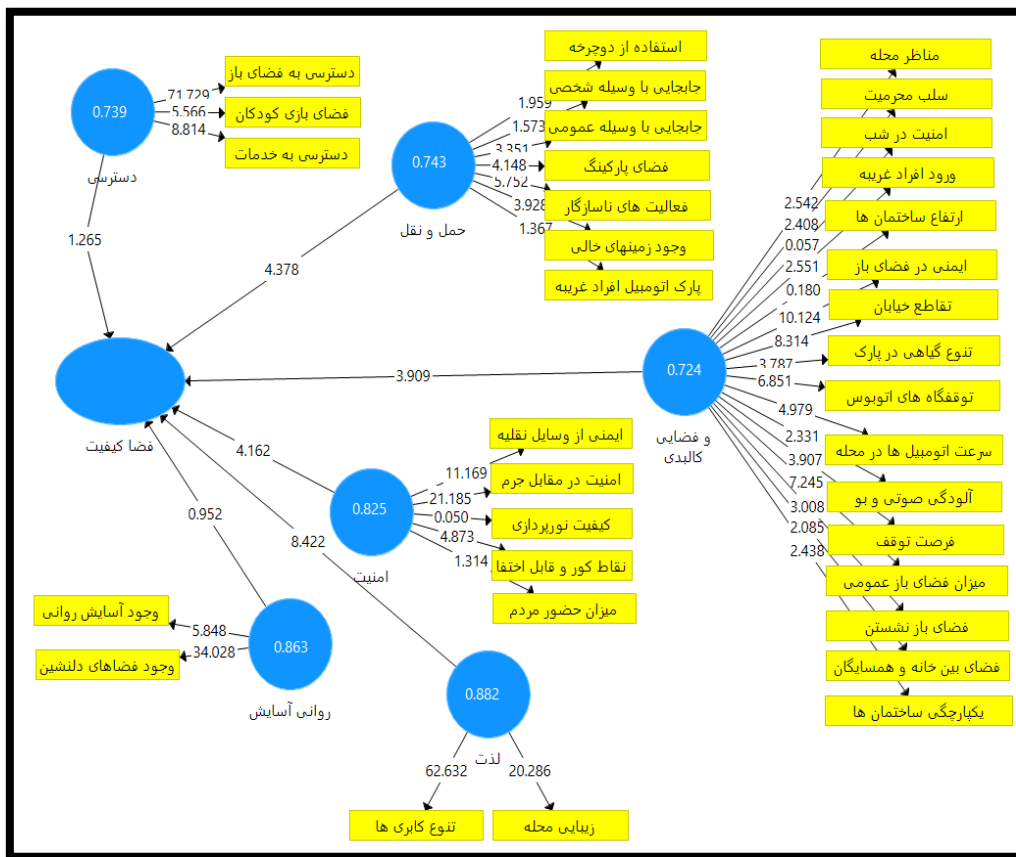 دسترسی به فضای باز
فضای بازی کودکان
دسترسی به خدمات
71.729
5.566
8.814
0.739
دسترسی
1.265
استفاده از دوچرخه
جابجایی با وسیله شخصی
جابجایی با وسیله عمومی
فضای پارکینگ
فعالیت های ناسازگار
وجود زمینهای خالی
پارک اتومبیل افراد غریبه
1.959
1.573
3.351
4.148
5.752
3.928
1.367
0.743
حمل و نقل
4.378
مناظر محله
سلب محرمیت
امنیت در شب
ورود افراد غریبه
ارتفاع ساختمان ها
ایمنی در فضای باز
تقاطع خیابان
تنوع گیاهی در پارک
توقفگاه های اتوبوس
سرعت اتومبیل ها در محله
آلودگی صوتی و بو
فرصت توقف
میزان فضای باز عمومی
فضای باز نشستن
فضای بین خانه و همسایگان
یکپارچگی ساختمان ها
2.542
2.408
0.057
2.551
0.180
10.124
8.314
3.787
6.851
4.979
2.331
3.907
7.245
3.008
2.085
2.438
0.724
و فضایی
کالبدی
3.909
فضا کیفیت
4.162
ایمنی از وسایل نقلیه
امنیت در مقابل جرم
کیفیت نورپردازی
نقاط کور و قابل اختفا
میزان حضور مردم
11.169
21.185
0.050
4.873
1.314
0.825
امنیت
0.952
8.422
وجود آسایش روانی
وجود فضاهای دلنشین
5.848
34.028
0.863
روانی آسایش
0.882
لذت
62.632
20.286
تنوع کابری ها
زیبایی محله